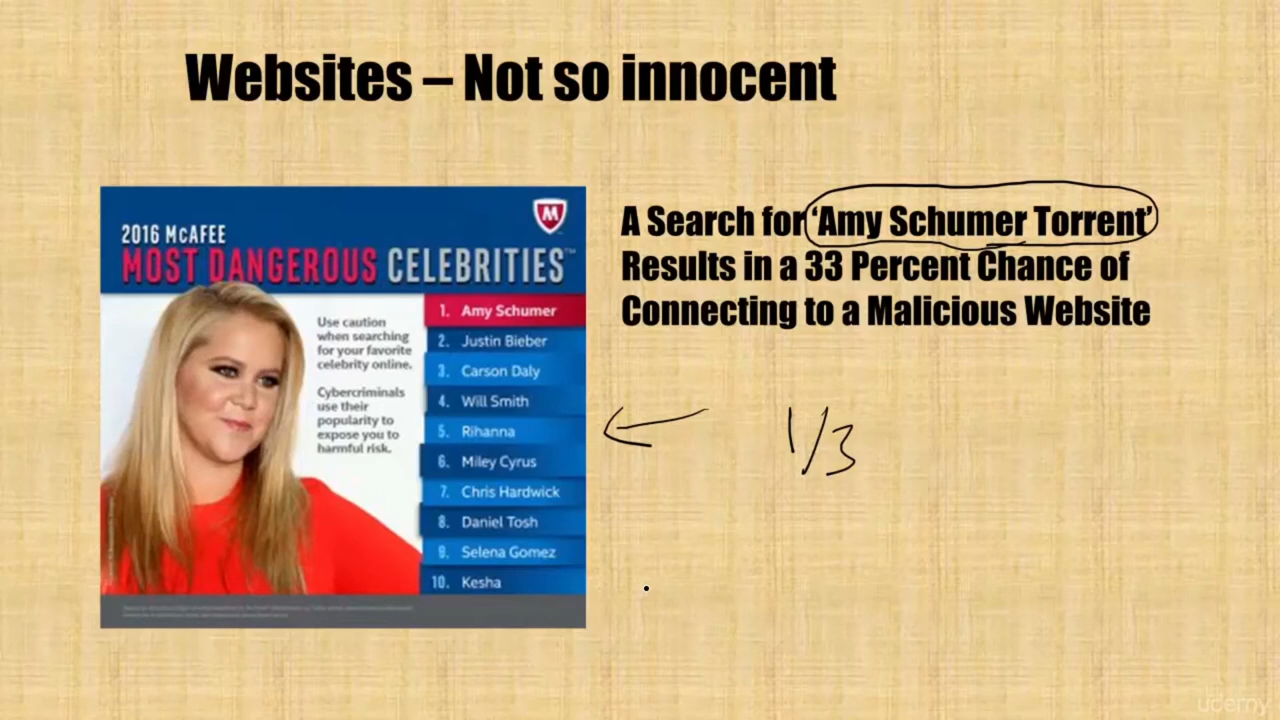 Websites – Not so innocent
2016 McAFEE
MOST DANGEROUS CELEBRITIES™
Use caution
when searching
for your favorite
celebrity online.
Cybercriminals
use their
popularity to
expose you to
harmful risk.
1. Amy Schumer
2. Justin Bieber
3. Carson Daly
4. Will Smith
5. Rihanna
6. Miley Cyrus
7. Chris Hardwick
8. Daniel Tosh
9. Selena Gomez
10. Kesha
A Search for ‘Amy Schumer Torrent’
Results in a 33 Percent Chance of
Connecting to a Malicious Website
1/3
udemy